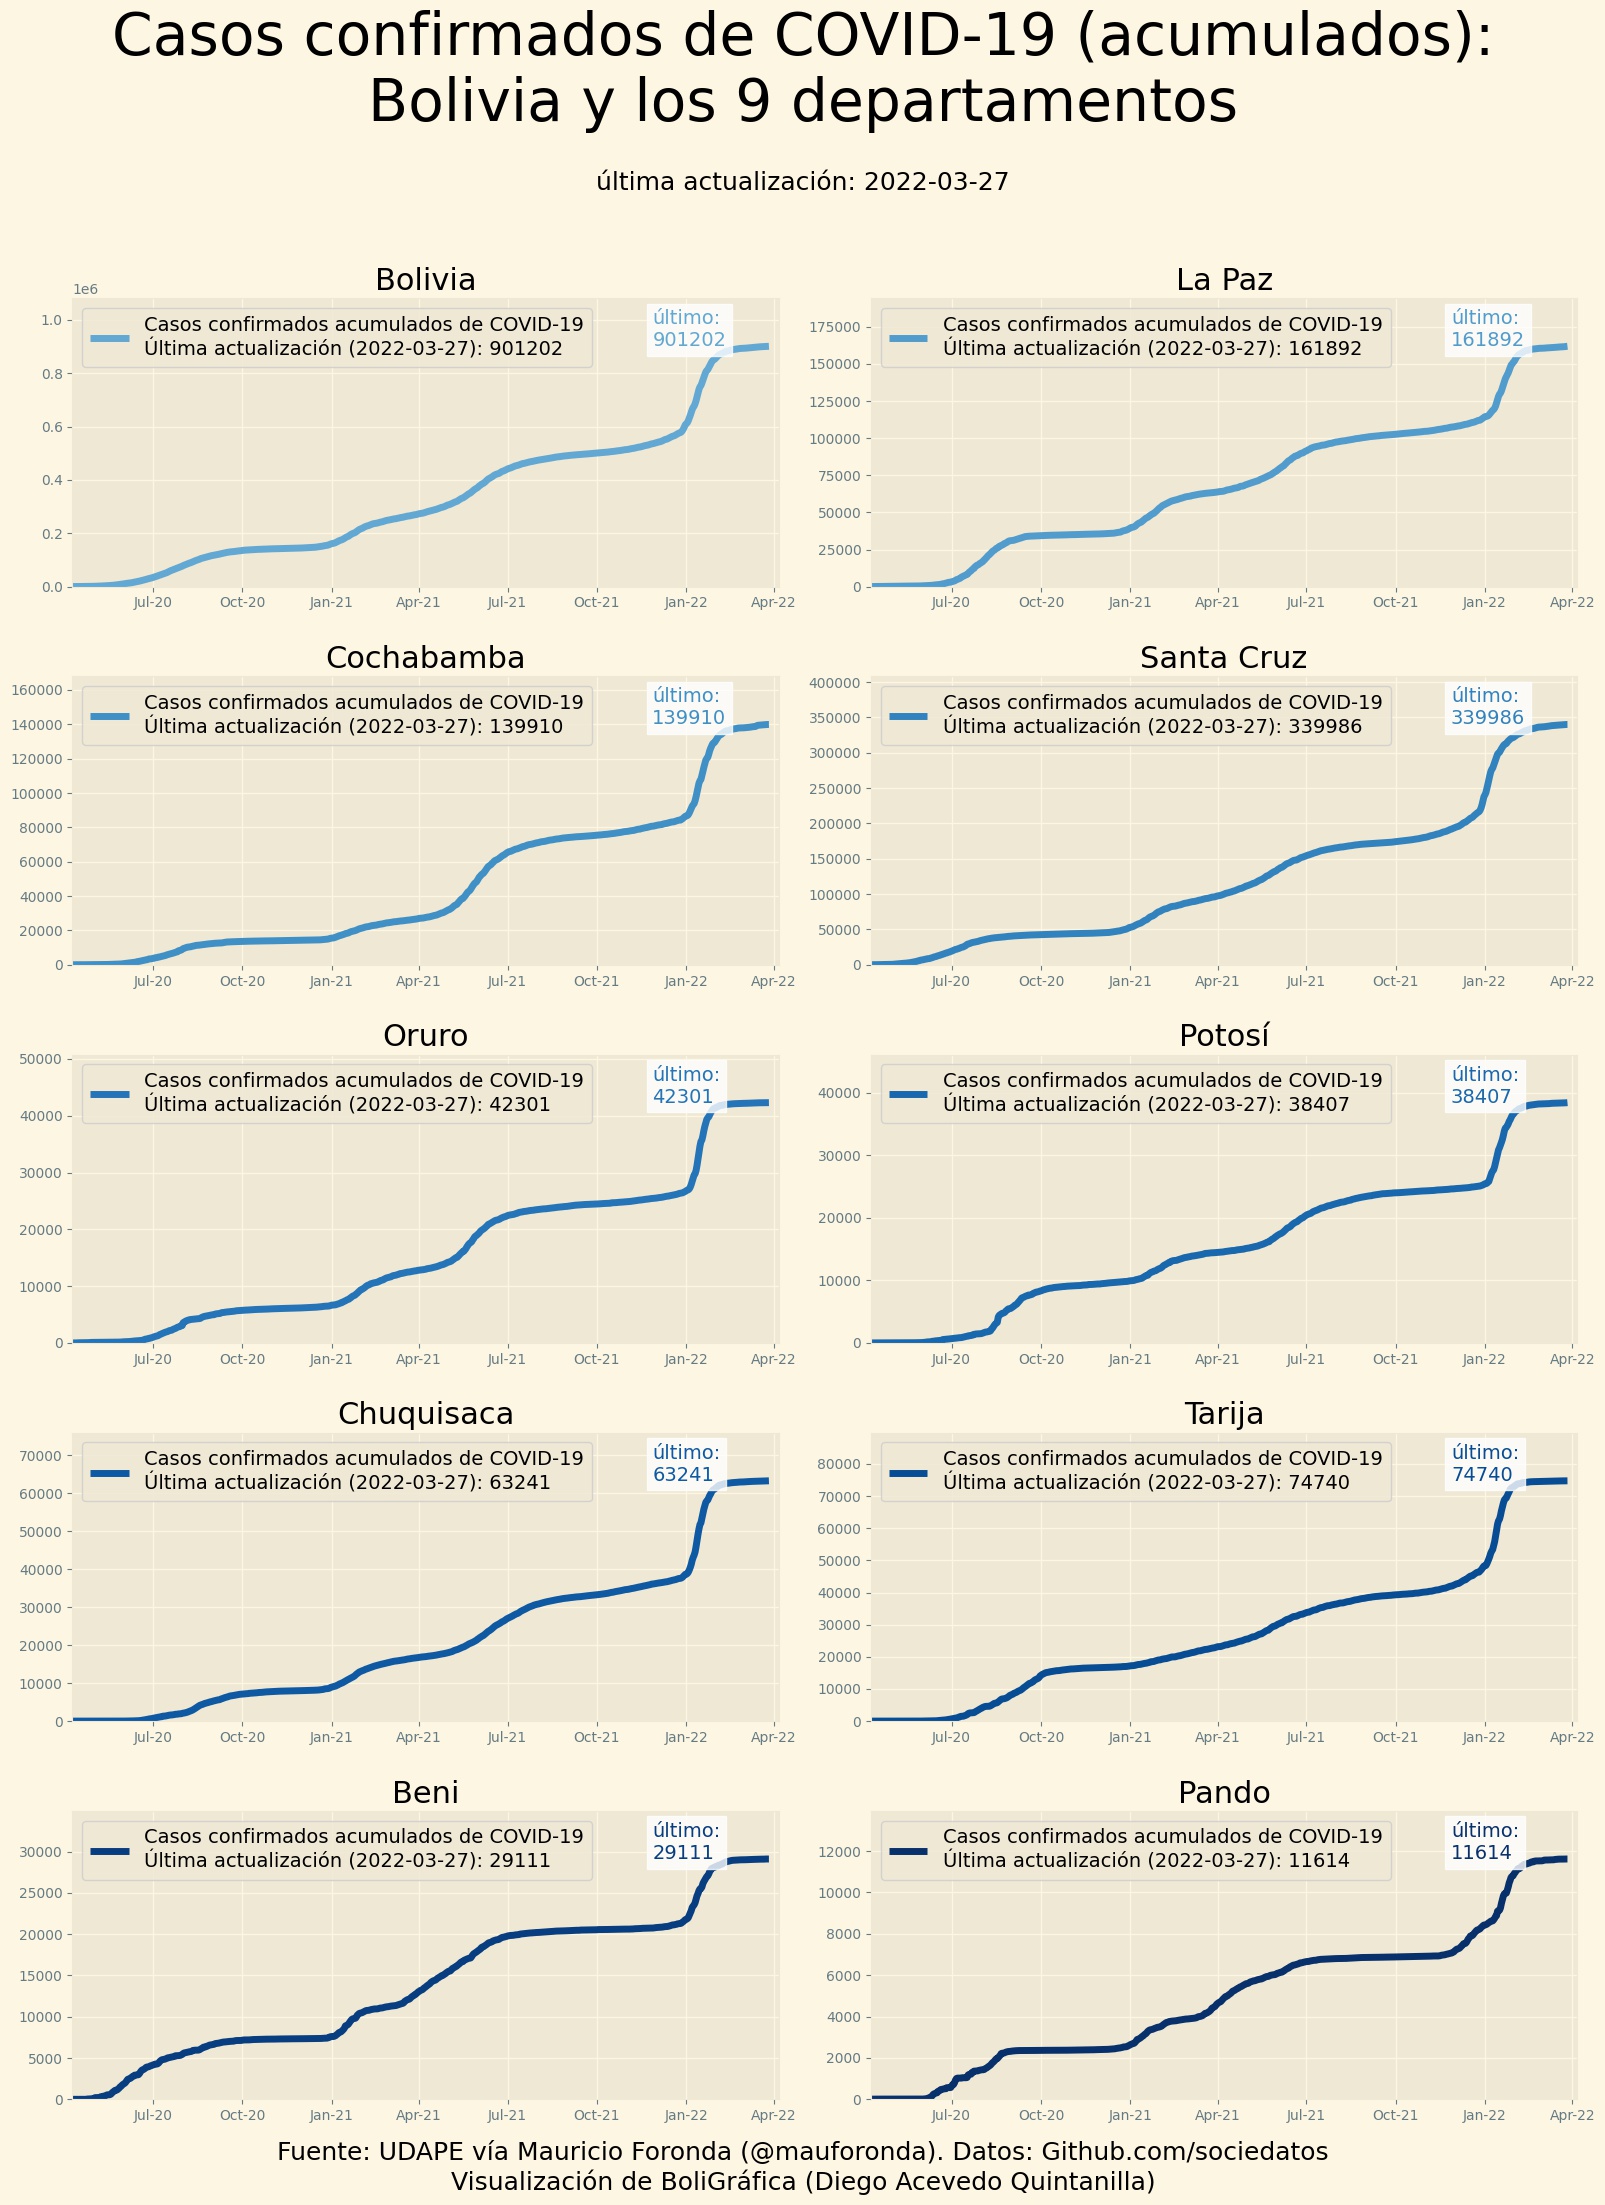 Casos confirmados de COVID-19 (acumulados):
Bolivia y los 9 departamentos
última actualización: 2022-03-27
Bolivia
1e6
Casos confirmados acumulados de COVID-19
Última actualización (2022-03-27): 901202
último:
901202
1.0
0.8
0.6
0.4
0.2
0.0
Jul-20 Oct-20 Jan-21 Apr-21 Jul-21 Oct-21 Jan-22 Apr-22
La Paz
Casos confirmados acumulados de COVID-19
Última actualización (2022-03-27): 161892
último:
161892
175000
150000
125000
100000
75000
50000
25000
0
Jul-20 Oct-20 Jan-21 Apr-21 Jul-21 Oct-21 Jan-22 Apr-22
Cochabamba
Casos confirmados acumulados de COVID-19
Última actualización (2022-03-27): 139910
último:
139910
160000
140000
120000
100000
80000
60000
40000
20000
0
Jul-20 Oct-20 Jan-21 Apr-21 Jul-21 Oct-21 Jan-22 Apr-22
Santa Cruz
Casos confirmados acumulados de COVID-19
Última actualización (2022-03-27): 339986
último:
339986
400000
350000
300000
250000
200000
150000
100000
50000
0
Jul-20 Oct-20 Jan-21 Apr-21 Jul-21 Oct-21 Jan-22 Apr-22
Oruro
Casos confirmados acumulados de COVID-19
Última actualización (2022-03-27): 42301
último:
42301
50000
40000
30000
20000
10000
0
Jul-20 Oct-20 Jan-21 Apr-21 Jul-21 Oct-21 Jan-22 Apr-22
Potosí
Casos confirmados acumulados de COVID-19
Última actualización (2022-03-27): 38407
último:
38407
40000
30000
20000
10000
0
Jul-20 Oct-20 Jan-21 Apr-21 Jul-21 Oct-21 Jan-22 Apr-22
Chuquisaca
Casos confirmados acumulados de COVID-19
Última actualización (2022-03-27): 63241
último:
63241
70000
60000
50000
40000
30000
20000
10000
0
Jul-20 Oct-20 Jan-21 Apr-21 Jul-21 Oct-21 Jan-22 Apr-22
Tarija
Casos confirmados acumulados de COVID-19
Última actualización (2022-03-27): 74740
último:
74740
80000
70000
60000
50000
40000
30000
20000
10000
0
Jul-20 Oct-20 Jan-21 Apr-21 Jul-21 Oct-21 Jan-22 Apr-22
Beni
Casos confirmados acumulados de COVID-19
Última actualización (2022-03-27): 29111
último:
29111
30000
25000
20000
15000
10000
5000
0
Jul-20 Oct-20 Jan-21 Apr-21 Jul-21 Oct-21 Jan-22 Apr-22
Pando
Casos confirmados acumulados de COVID-19
Última actualización (2022-03-27): 11614
último:
11614
12000
10000
8000
6000
4000
2000
0
Jul-20 Oct-20 Jan-21 Apr-21 Jul-21 Oct-21 Jan-22 Apr-22
Fuente: UDAPE vía Mauricio Foronda (@mauforonda). Datos: Github.com/sociedatos
Visualización de BoliGráfica (Diego Acevedo Quintanilla)